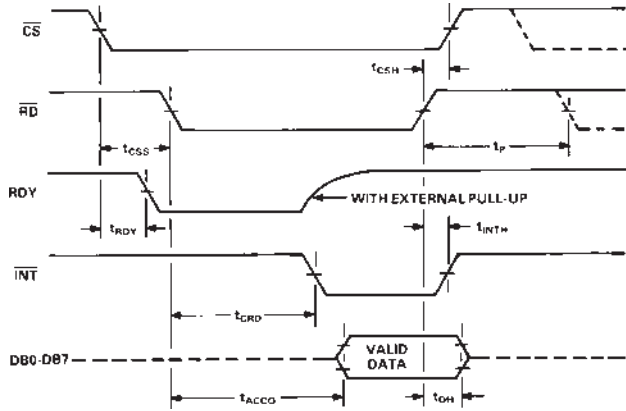 CS
tCSH
RD
tCSS
tP
RDY
WITH EXTERNAL PULL-UP
tRDY
tINTH
INT
tCRD
DB0-DB7
VALID
DATA
tACC0
tDH